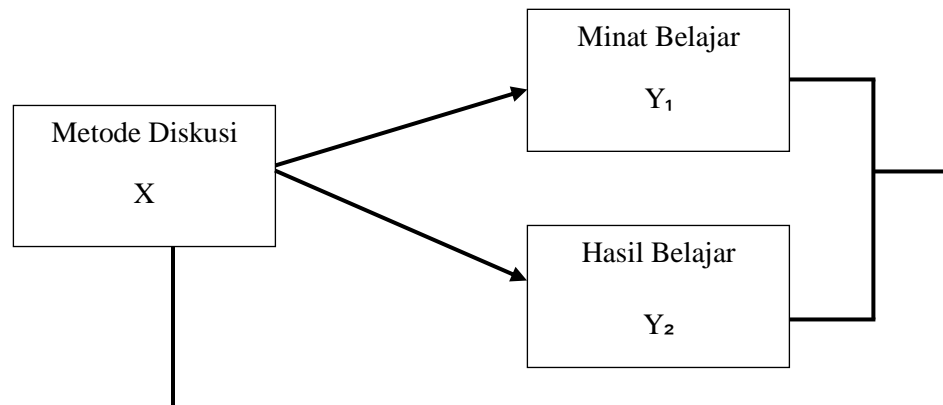 Metode Diskusi
X
Minat Belajar
Y₁
Hasil Belajar
Y₂